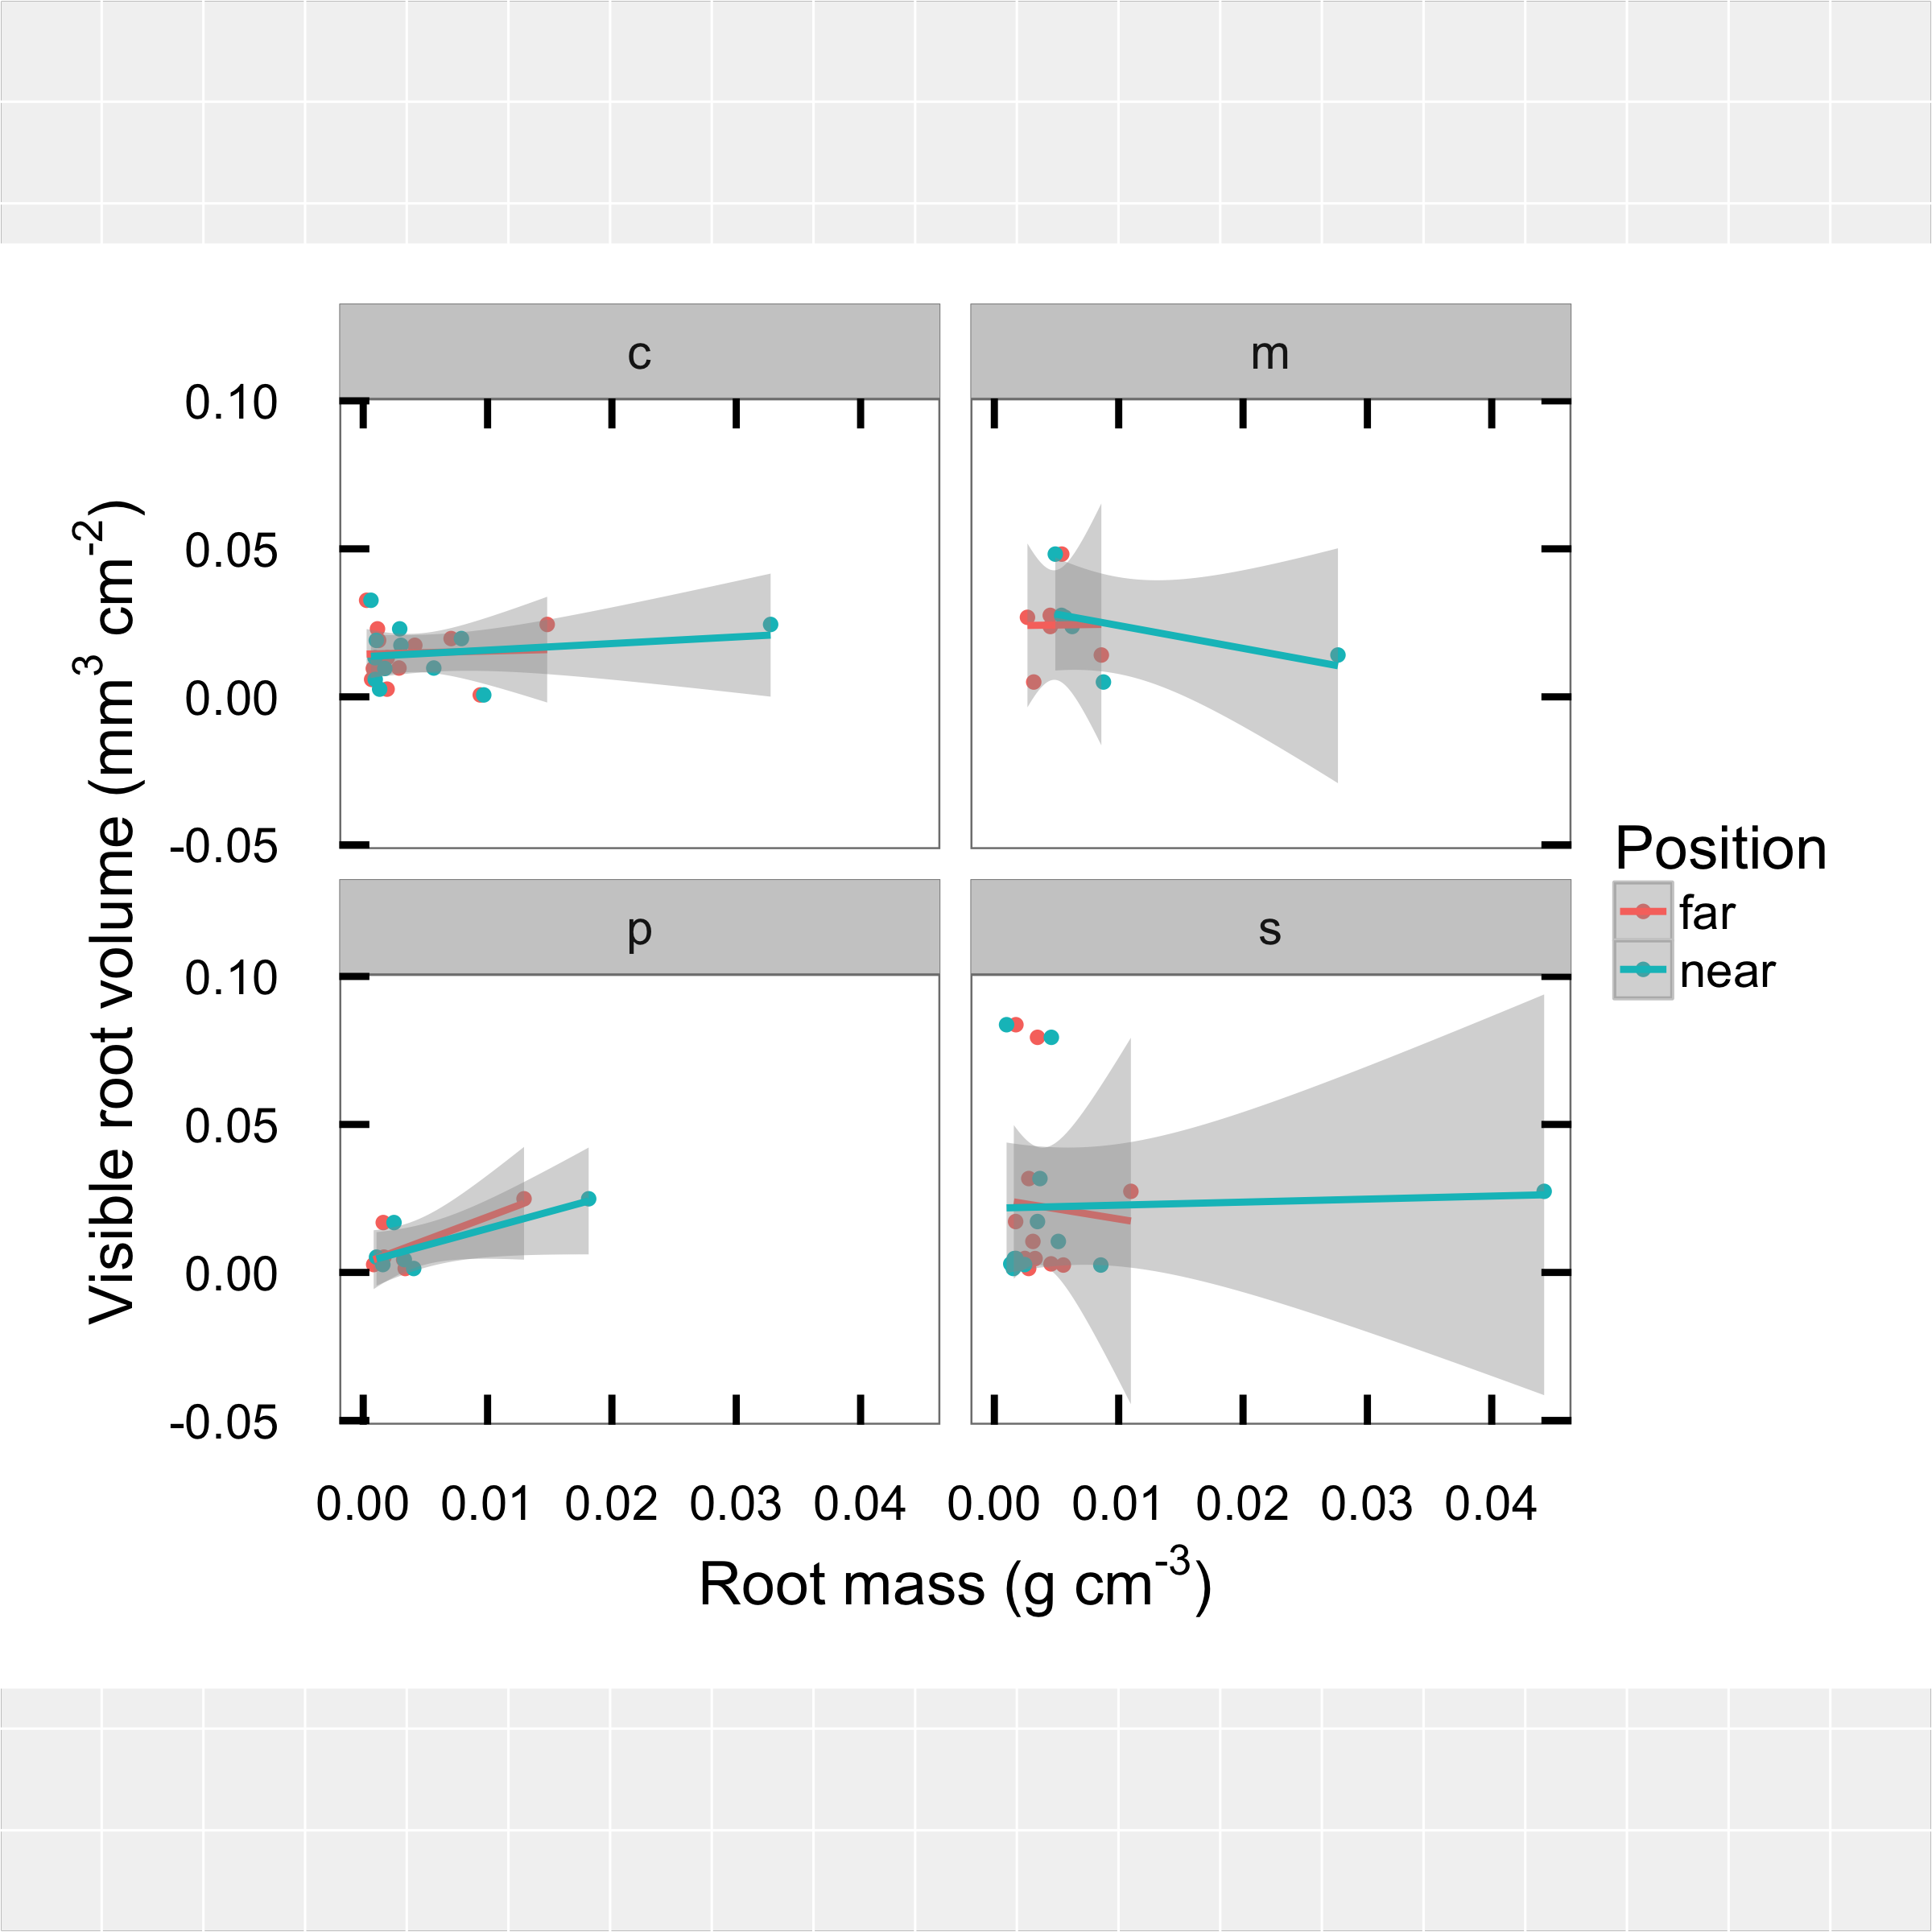 c
m
0.10
0.05
0.00
-0.05
p
s
0.10
0.05
0.00
-0.05
0.00 0.01 0.02 0.03 0.04 0.00 0.01 0.02 0.03 0.04
Root mass (g cm⁻³)
Visible root volume (mm³ cm⁻²)
Position
far
near